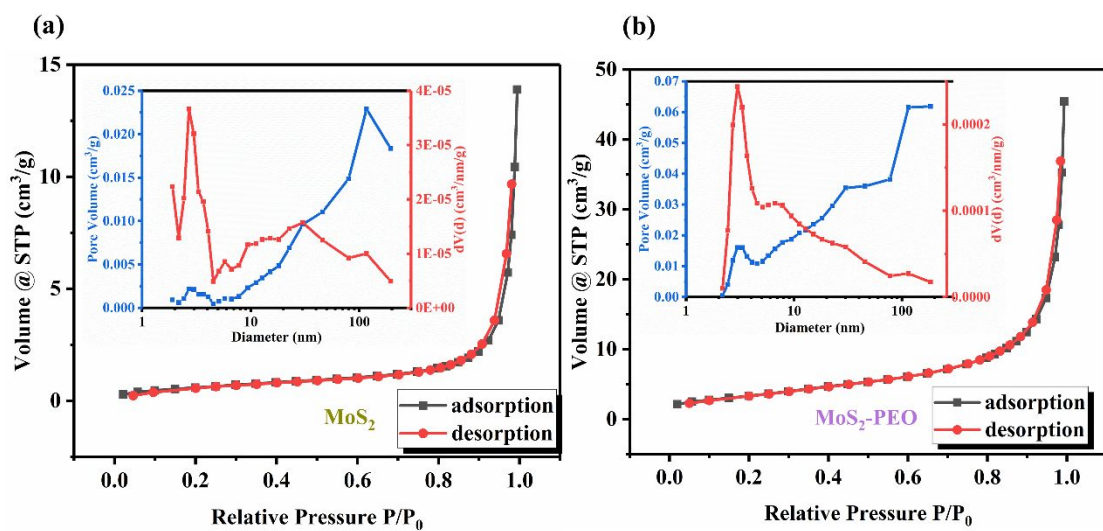 (a)
Volume @ STP (cm³/g)
15
10
5
0
0.0 0.2 0.4 0.6 0.8 1.0
Relative Pressure P/P₀
Pore Volume (cm³/g)
0.025
0.020
0.015
0.010
0.005
0.000
1 10 100
Diameter (nm)
4E-05
3E-05
2E-05
1E-05
0E+00
dV(d) (cm³/nm/g)
MoS₂
adsorption
desorption
(b)
Volume @ STP (cm³/g)
50
40
30
20
10
0
0.0 0.2 0.4 0.6 0.8 1.0
Relative Pressure P/P₀
Pore Volume (cm³/g)
0.07
0.06
0.05
0.04
0.03
0.02
0.01
0.00
1 10 100
Diameter (nm)
0.0002
0.0001
0.0000
dV(d) (cm³/nm/g)
MoS₂-PEO
adsorption
desorption